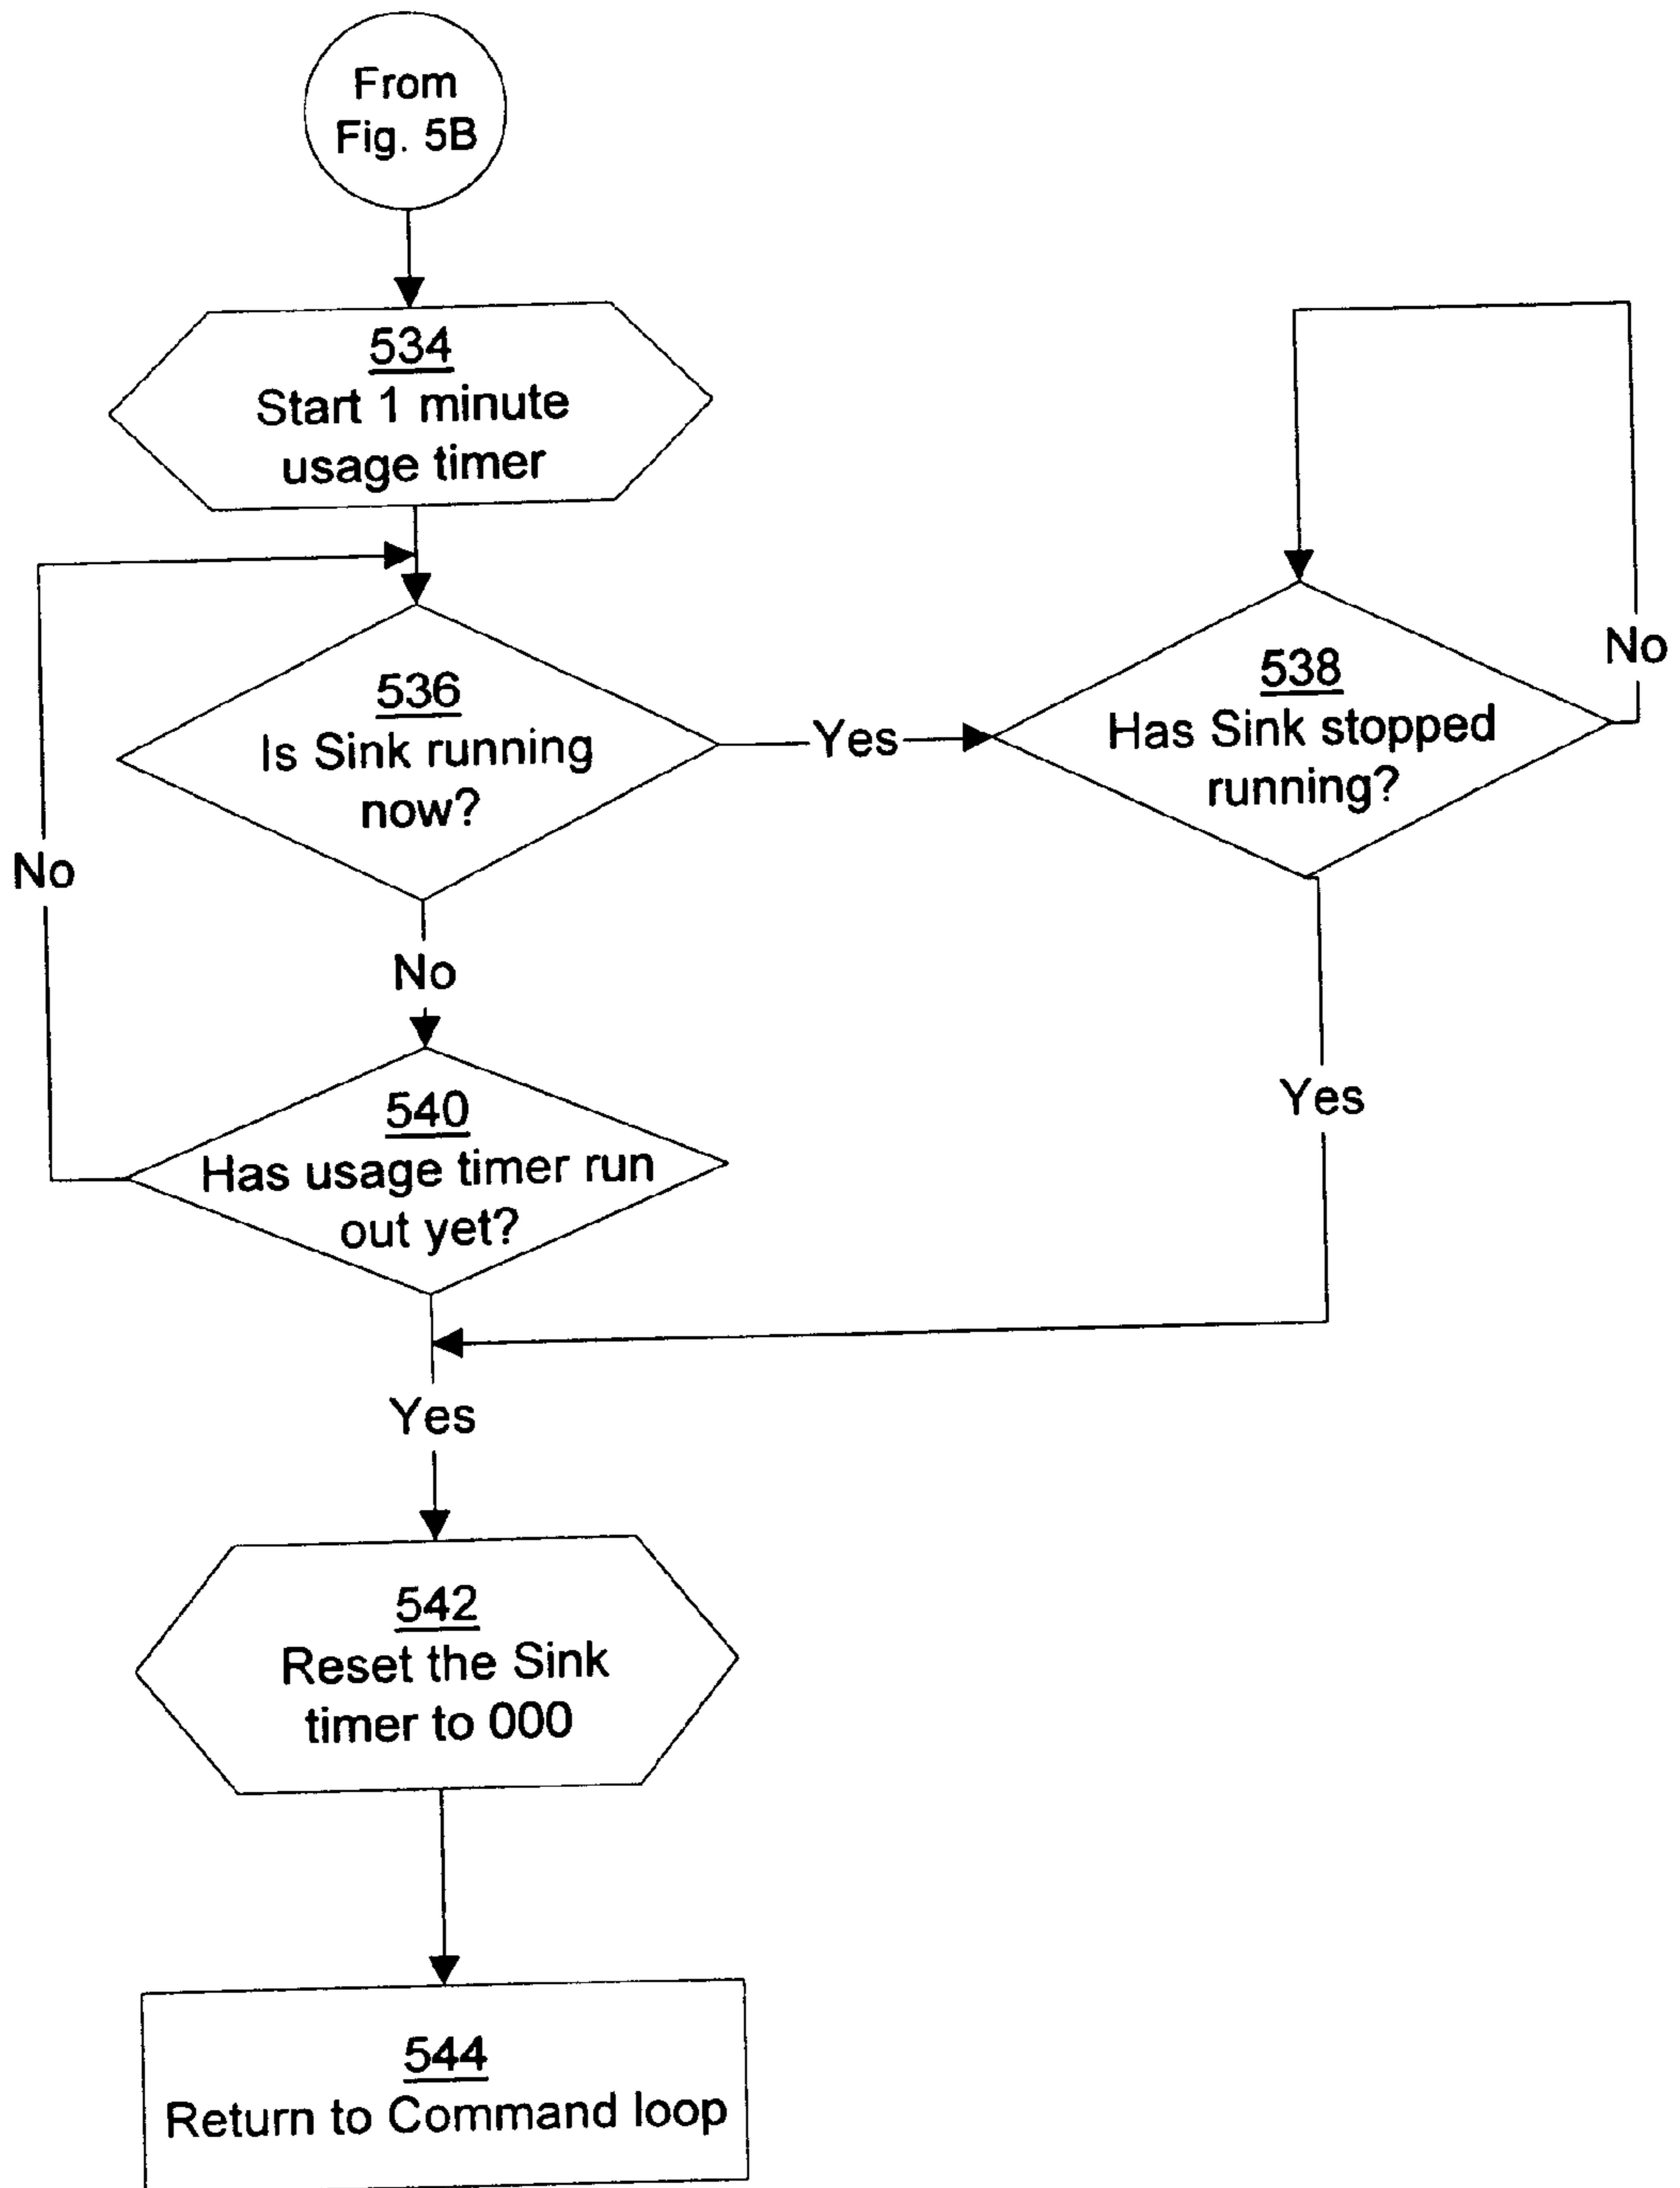 From
Fig. 5B
534
Start 1 minute
usage timer
536
Is Sink running
now?
Yes
538
Has Sink stopped
running?
No
No
No
540
Has usage timer run
out yet?
Yes
Yes
542
Reset the Sink
timer to 000
544
Return to Command loop